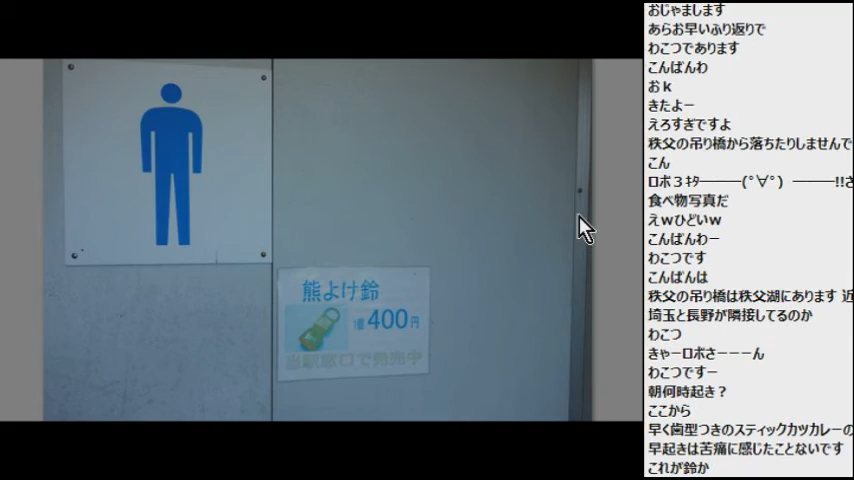 熊よけ鈴
1個400円
当駅窓口で発売中
おじゃまします
あらお早いふり返りで
わこつであります
こんばんわ
おｋ
きたよー
えろすぎですよ
秩父の吊り橋から落ちたりしませんで
こん
ロボ３ｷﾀ━━━(ﾟ∀ﾟ)━━━!!さ
食べ物写真だ
えｗひどいｗ
こんばんわー
わこつです
こんばんは
秩父の吊り橋は秩父湖にあります 近
埼玉と長野が隣接してるのか
わこつ
きゃーロボさーーーん
わこつですー
朝何時起き？
ここから
早く歯型つきのスティックカツカレーの
早起きは苦痛に感じたことないです
これが鈴か